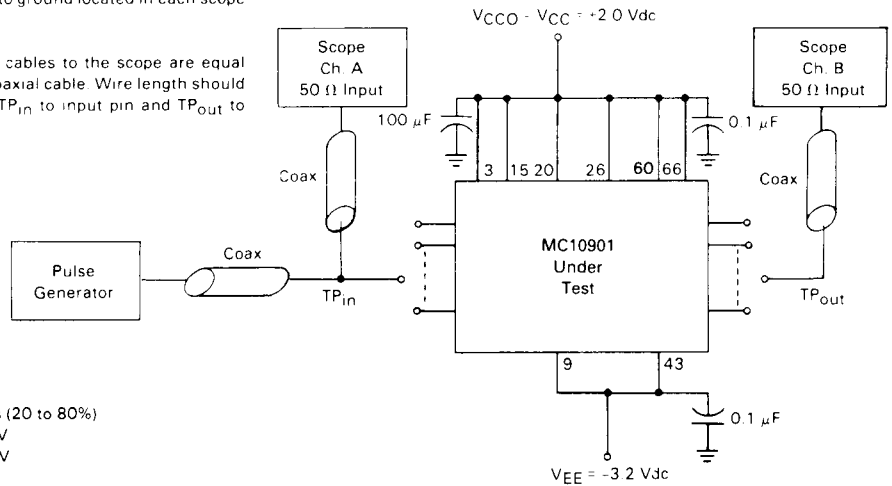 to ground located in each scope
cables to the scope are equal
oaxial cable. Wire length should
TPin to input pin and TPout to
VCCO - VCC = +2.0 Vdc
Scope
Ch. A
50 Ω Input
Scope
Ch. B
50 Ω Input
100 μF
0.1 μF
3 15 20 26 60 66
Coax
Coax
Coax
Pulse
Generator
TPin
MC10901
Under
Test
TPout
9 43
0.1 μF
VEE = -3.2 Vdc
(20 to 80%)
V
V